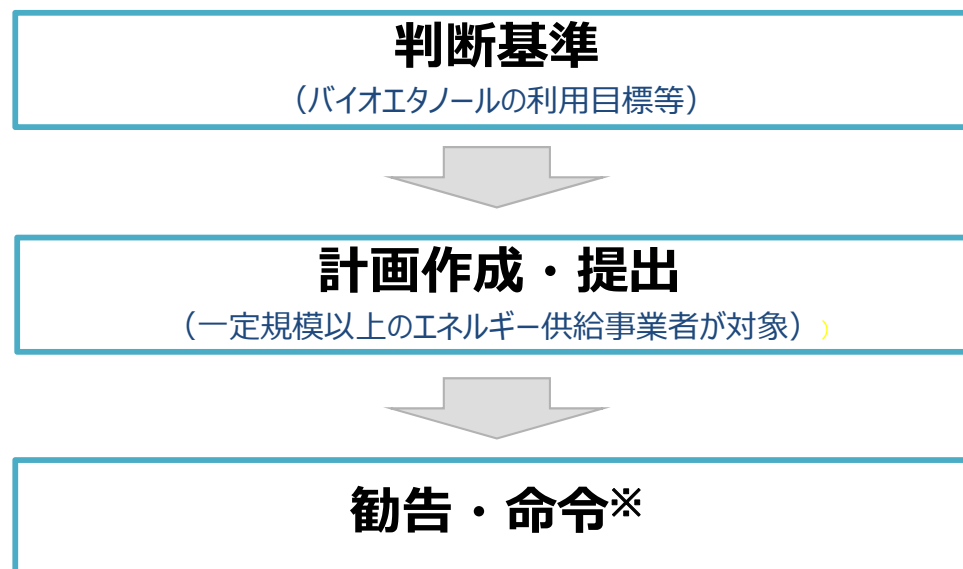 判断基準
（バイオエタノールの利用目標等）
計画作成・提出
（一定規模以上のエネルギー供給事業者が対象））
勧告・命令※